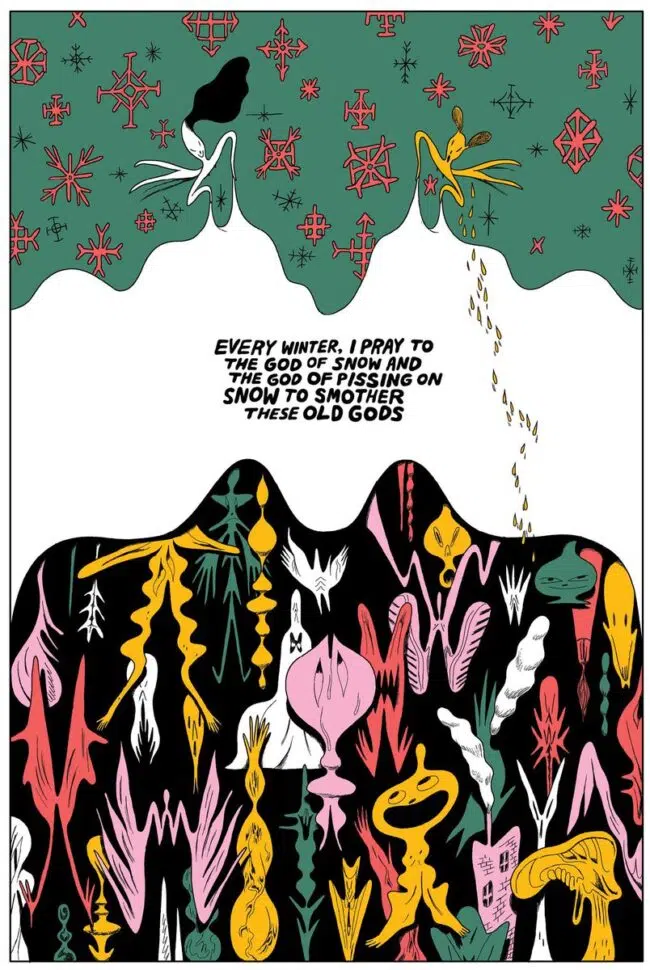 EVERY WINTER, I PRAY TO
THE GOD OF SNOW AND
THE GOD OF PISSING ON
SNOW TO SMOTHER
THESE OLD GODS